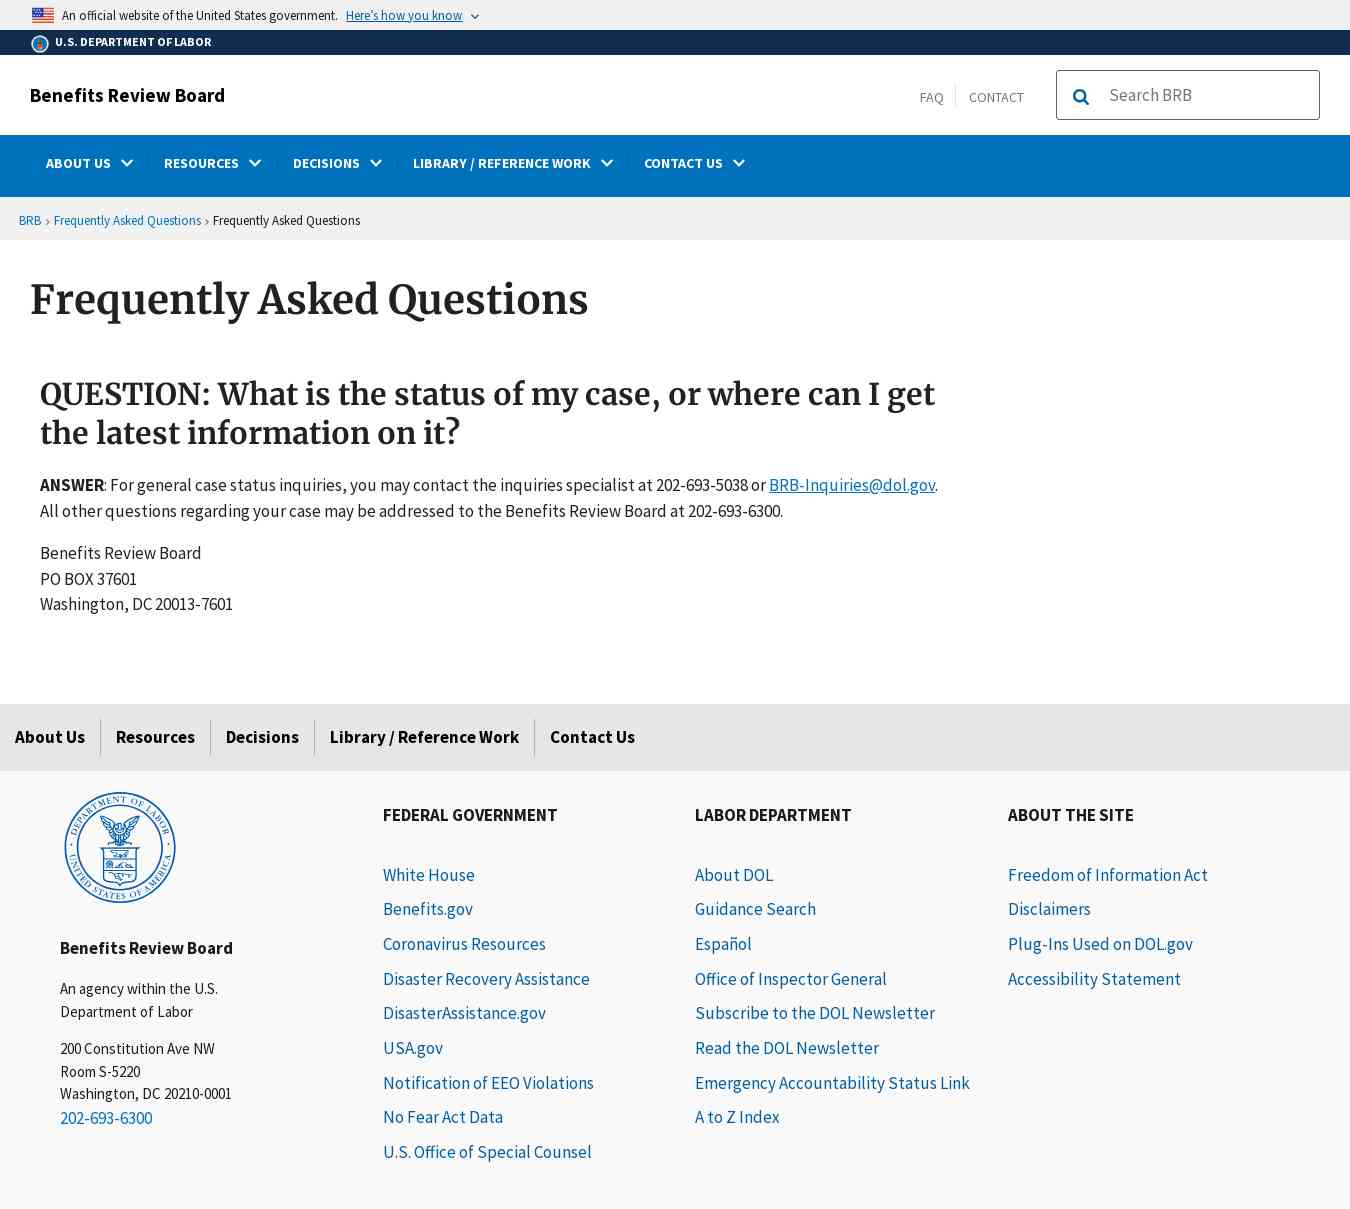 An official website of the United States government. Here's how you know
U.S. DEPARTMENT OF LABOR
Benefits Review Board
FAQ
CONTACT
Search BRB
ABOUT US
RESOURCES
DECISIONS
LIBRARY / REFERENCE WORK
CONTACT US
BRB › Frequently Asked Questions › Frequently Asked Questions
Frequently Asked Questions
QUESTION: What is the status of my case, or where can I get
the latest information on it?
ANSWER: For general case status inquiries, you may contact the inquiries specialist at 202-693-5038 or BRB-Inquiries@dol.gov.
All other questions regarding your case may be addressed to the Benefits Review Board at 202-693-6300.
Benefits Review Board
PO BOX 37601
Washington, DC 20013-7601
About Us
Resources
Decisions
Library / Reference Work
Contact Us
DEPARTMENT OF LABOR
UNITED STATES OF AMERICA
Benefits Review Board
An agency within the U.S.
Department of Labor
200 Constitution Ave NW
Room S-5220
Washington, DC 20210-0001
202-693-6300
FEDERAL GOVERNMENT
White House
Benefits.gov
Coronavirus Resources
Disaster Recovery Assistance
DisasterAssistance.gov
USA.gov
Notification of EEO Violations
No Fear Act Data
U.S. Office of Special Counsel
LABOR DEPARTMENT
About DOL
Guidance Search
Español
Office of Inspector General
Subscribe to the DOL Newsletter
Read the DOL Newsletter
Emergency Accountability Status Link
A to Z Index
ABOUT THE SITE
Freedom of Information Act
Disclaimers
Plug-Ins Used on DOL.gov
Accessibility Statement